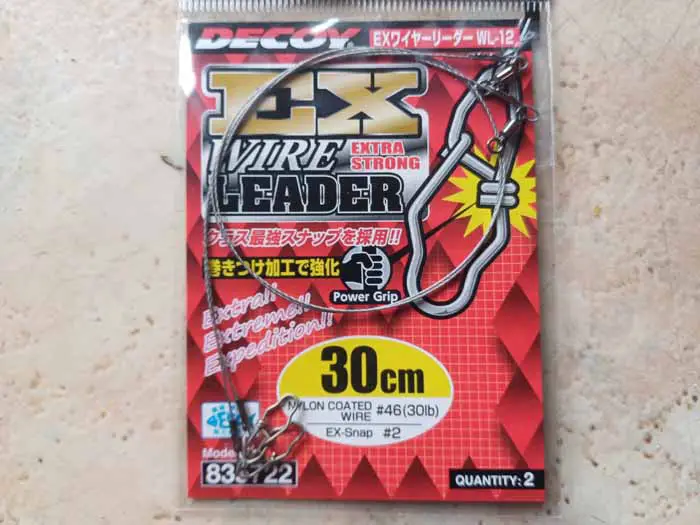 DECOY
EXワイヤーリーダー WL-12
EX
WIRE
EXTRA
STRONG
LEADER
クラス最強スナップを採用!!
巻きつけ加工で強化
Power Grip
Extra!!
Extreme!!
Expedition!!
30cm
NYLON COATED
WIRE #46(30lb)
EX-Snap #2
QUANTITY: 2